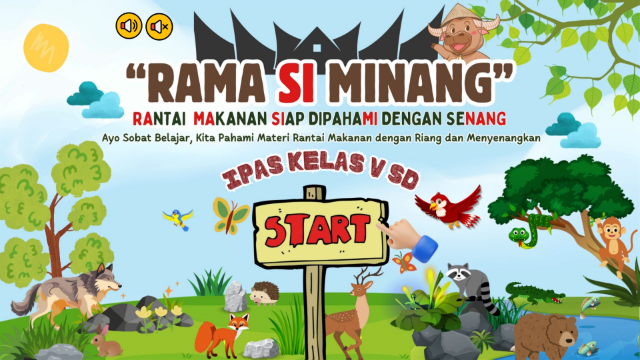 “RAMA SI MINANG”
RANTAI MAKANAN SIAP DIPAHAMI DENGAN SENANG
Ayo Sobat Belajar, Kita Pahami Materi Rantai Makanan dengan Riang dan Menyenangkan
IPAS KELAS V SD
START